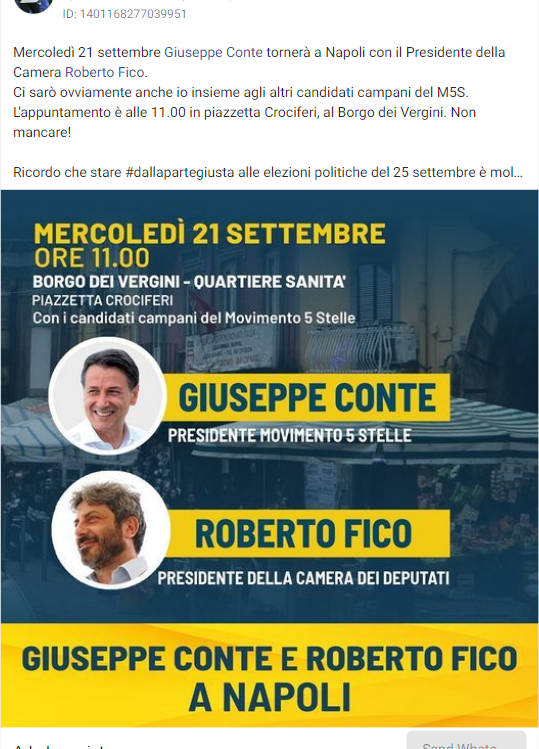 ID: 1401168277039951
Mercoledì 21 settembre Giuseppe Conte tornerà a Napoli con il Presidente della
Camera Roberto Fico.
Ci sarò ovviamente anche io insieme agli altri candidati campani del M5S.
L'appuntamento è alle 11.00 in piazzetta Crociferi, al Borgo dei Vergini. Non
mancare!
Ricordo che stare #dallapartegiusta alle elezioni politiche del 25 settembre è mol...
MERCOLEDÌ 21 SETTEMBRE
ORE 11.00
BORGO DEI VERGINI - QUARTIERE SANITA'
PIAZZETTA CROCIFERI
Con i candidati campani del Movimento 5 Stelle
GIUSEPPE CONTE
PRESIDENTE MOVIMENTO 5 STELLE
ROBERTO FICO
PRESIDENTE DELLA CAMERA DEI DEPUTATI
GIUSEPPE CONTE E ROBERTO FICO
A NAPOLI